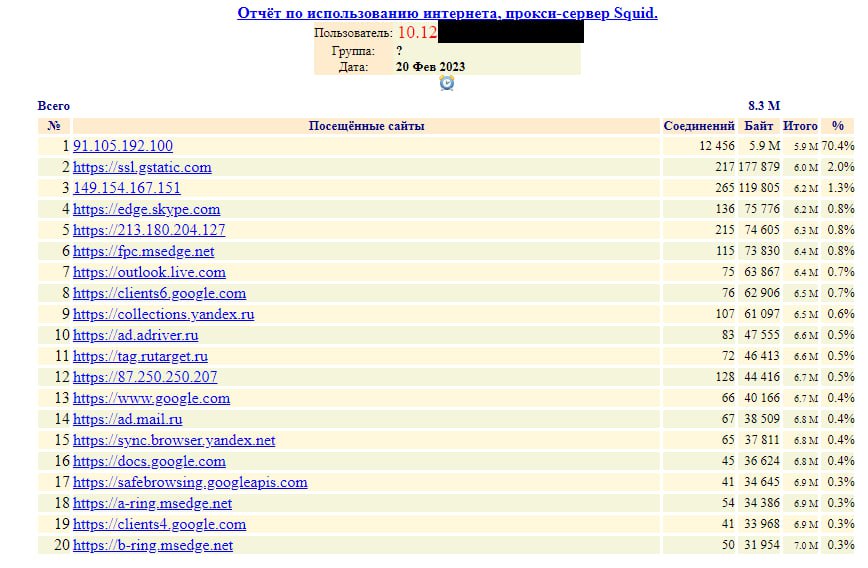 Отчёт по использованию интернета, прокси-сервер Squid.
Пользователь: 10.12
Группа: ?
Дата: 20 Фев 2023
Всего 8.3 M
№ Посещённые сайты Соединений Байт Итого %
1 91.105.192.100 12 456 5.9 M 5.9 M 70.4%
2 https://ssl.gstatic.com 217 177 879 6.0 M 2.0%
3 149.154.167.151 265 119 805 6.2 M 1.3%
4 https://edge.skype.com 136 75 776 6.2 M 0.8%
5 https://213.180.204.127 215 74 605 6.3 M 0.8%
6 https://fpc.msedge.net 115 73 830 6.4 M 0.8%
7 https://outlook.live.com 75 63 867 6.4 M 0.7%
8 https://clients6.google.com 76 62 906 6.5 M 0.7%
9 https://collections.yandex.ru 107 61 097 6.5 M 0.6%
10 https://ad.adriver.ru 83 47 555 6.6 M 0.5%
11 https://tag.rutarget.ru 72 46 413 6.6 M 0.5%
12 https://87.250.250.207 128 44 416 6.7 M 0.5%
13 https://www.google.com 66 40 166 6.7 M 0.4%
14 https://ad.mail.ru 67 38 509 6.8 M 0.4%
15 https://sync.browser.yandex.net 65 37 811 6.8 M 0.4%
16 https://docs.google.com 45 36 624 6.8 M 0.4%
17 https://safebrowsing.googleapis.com 41 34 645 6.9 M 0.3%
18 https://a-ring.msedge.net 54 34 386 6.9 M 0.3%
19 https://clients4.google.com 41 33 968 6.9 M 0.3%
20 https://b-ring.msedge.net 50 31 954 7.0 M 0.3%